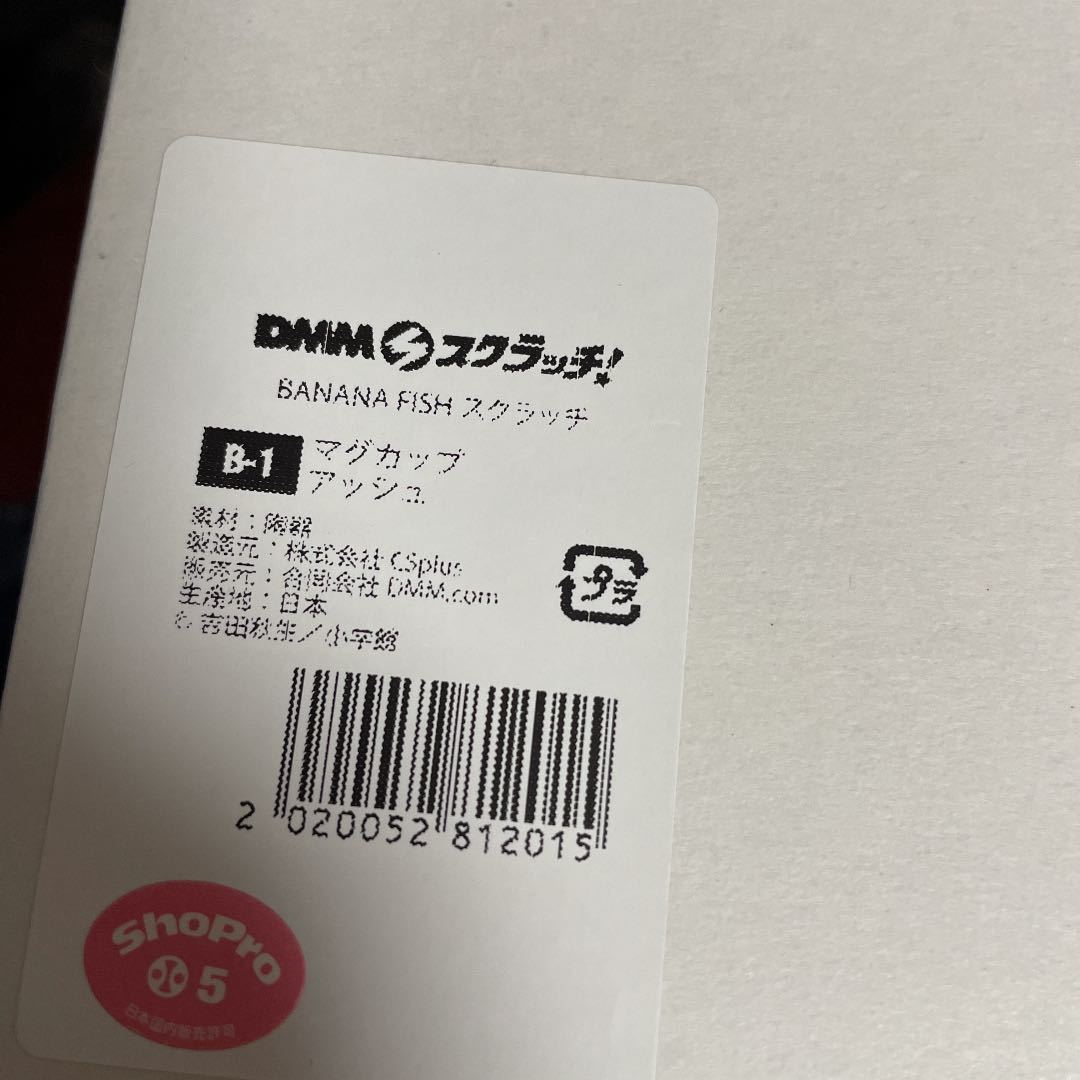 DMM スクラッチ!
BANANA FISH スクラッチ
B-1
マグカップ
アッシュ
素材：陶器
製造元：株式会社 CSplus
販売元：合同会社 DMM.com
生産地：日本
© 吉田秋生／小学館
プラ
2 020052 812015
ShoPro
5
日本国内販売許可